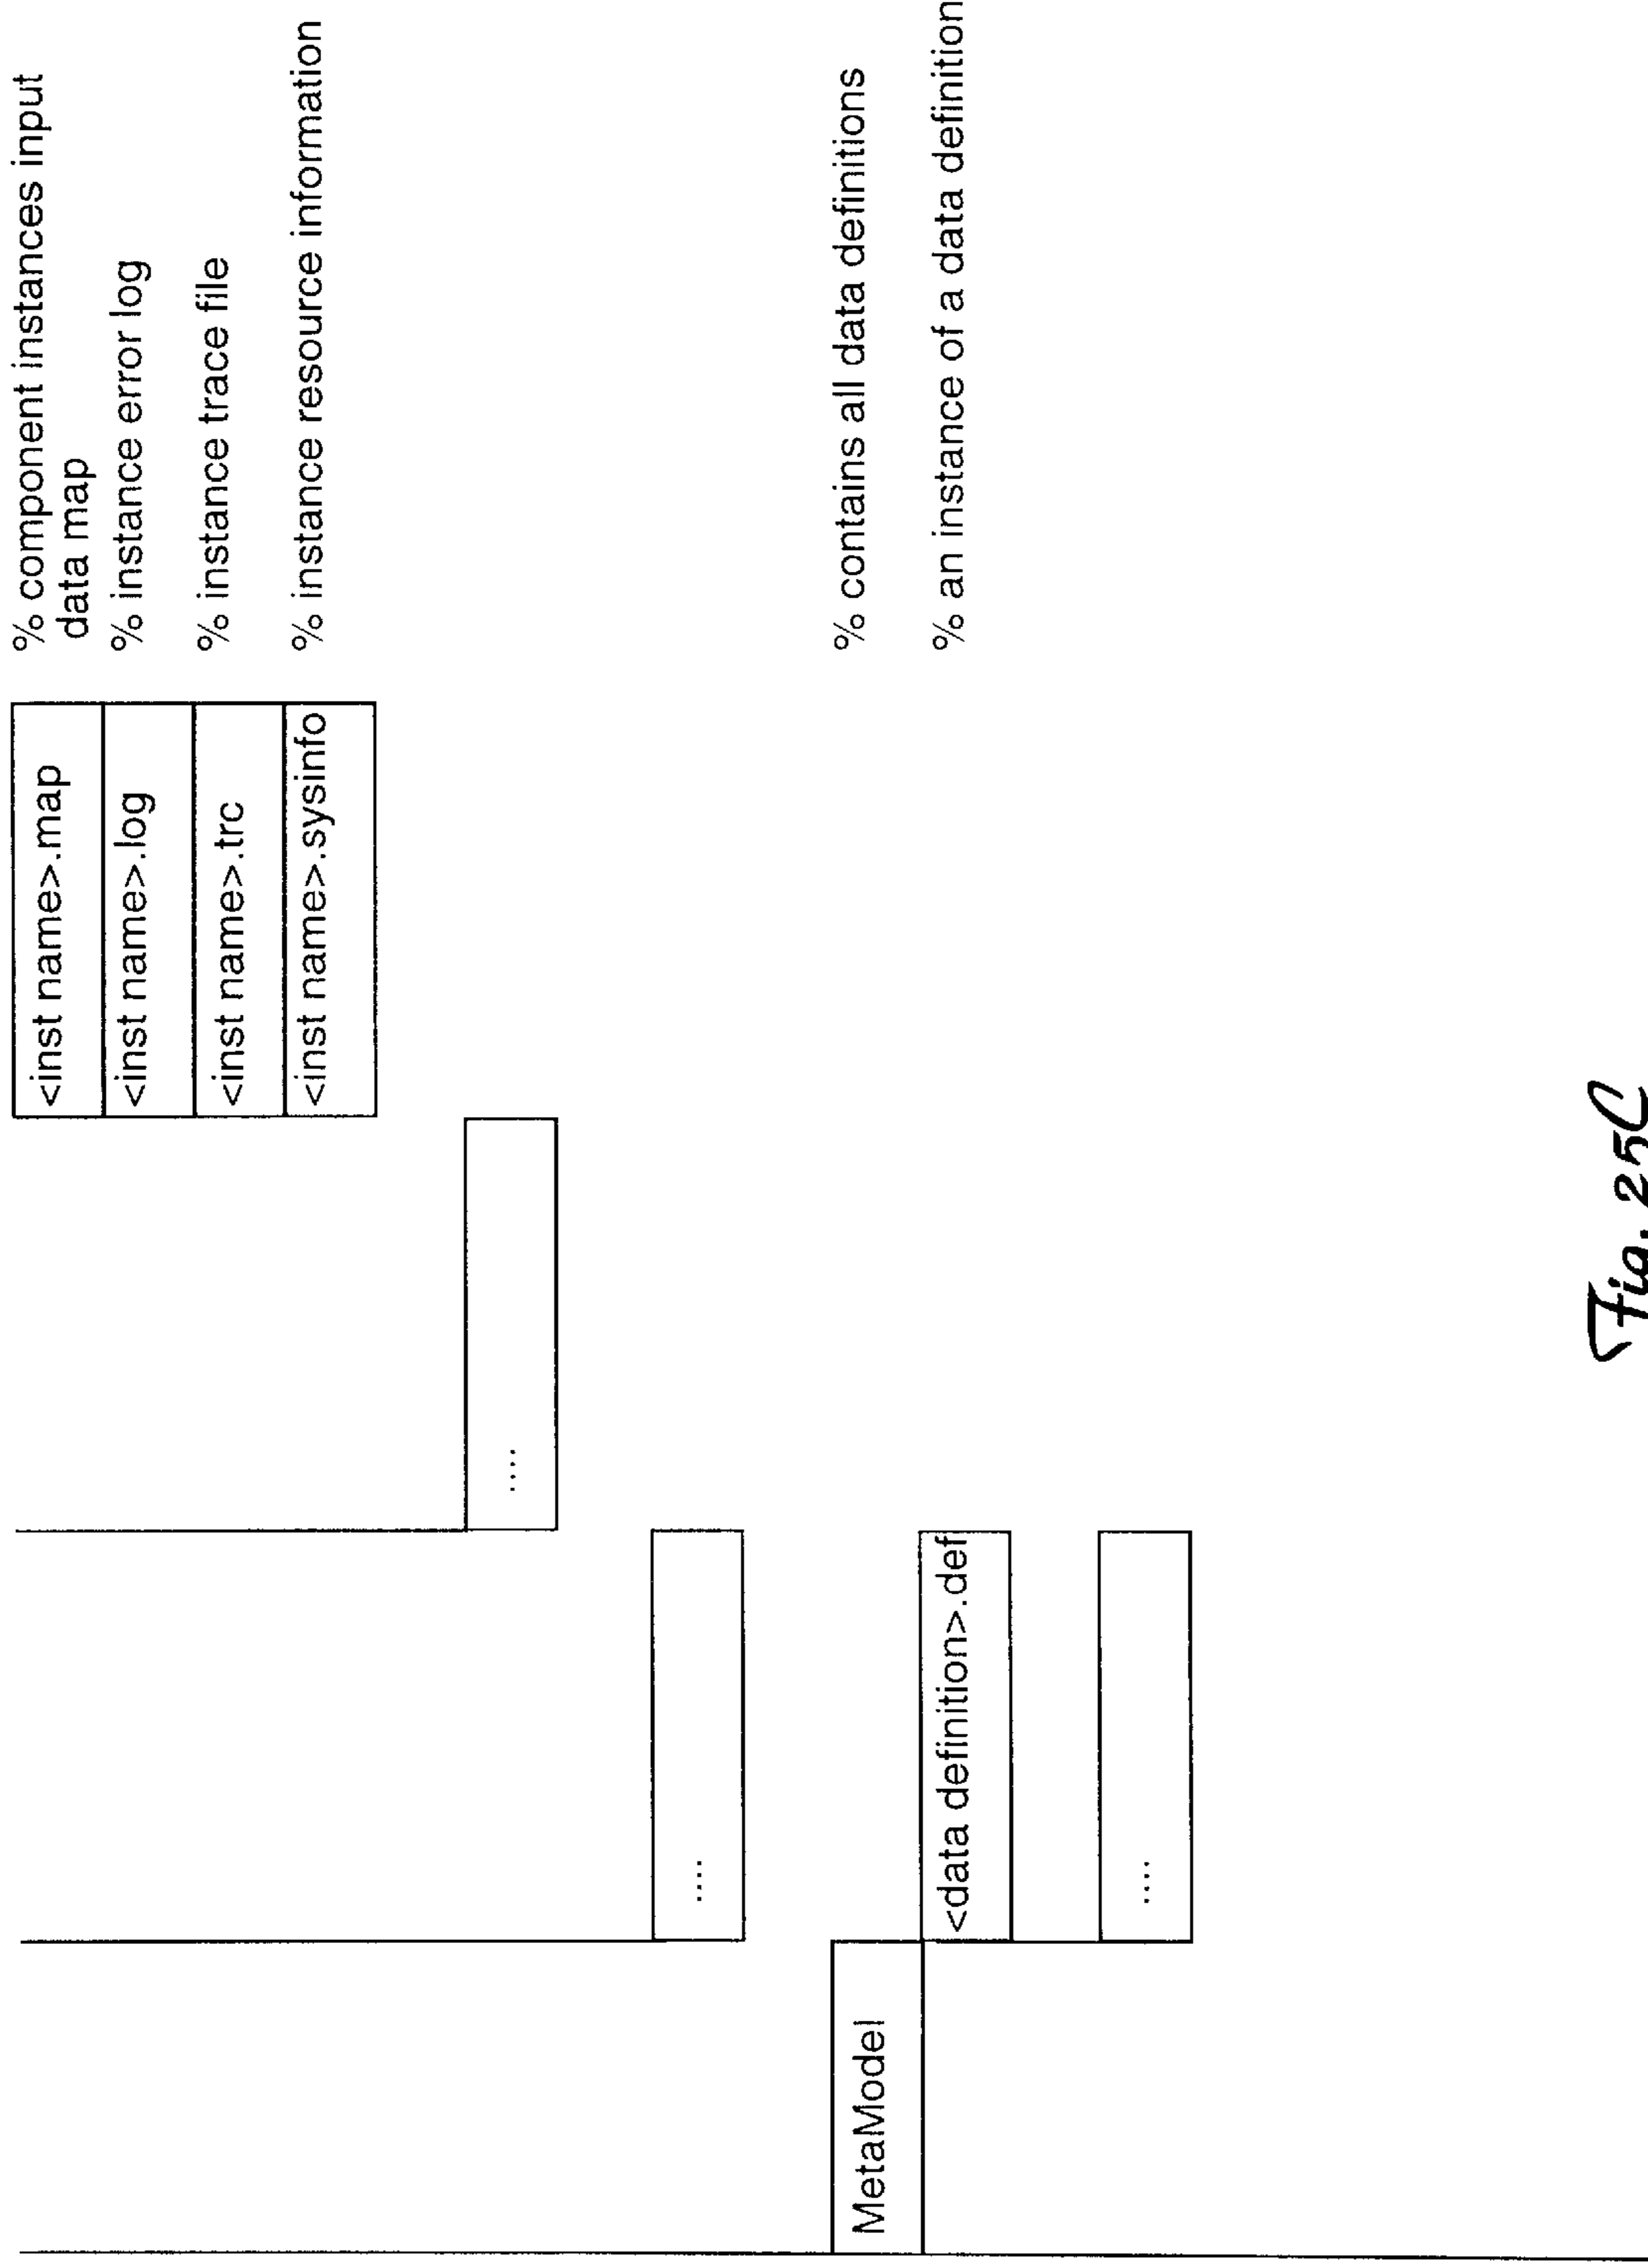 <inst name>.map % component instances input
data map
<inst name>.log % instance error log
<inst name>.trc % instance trace file
<inst name>.sysinfo % instance resource information
....
....
MetaModel % contains all data definitions
<data definition>.def % an instance of a data definition
....
Fig. 25C